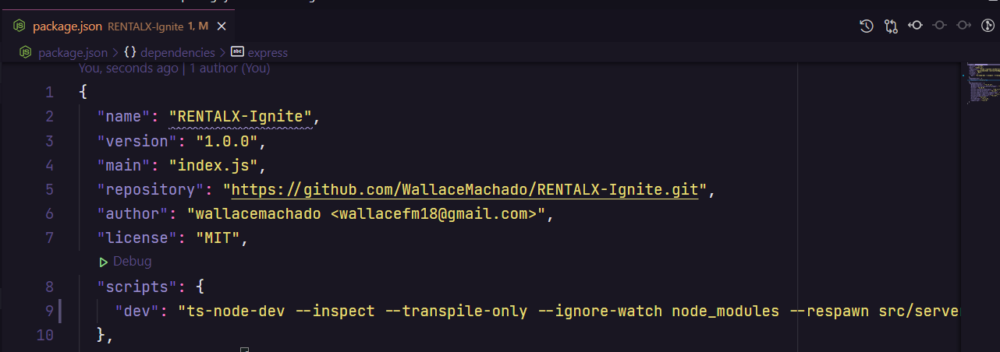 package.json RENTALX-Ignite 1, M
package.json > {} dependencies > abc express
You, seconds ago | 1 author (You)
1 {
2 "name": "RENTALX-Ignite",
3 "version": "1.0.0",
4 "main": "index.js",
5 "repository": "https://github.com/WallaceMachado/RENTALX-Ignite.git",
6 "author": "wallacemachado <wallacefm18@gmail.com>",
7 "license": "MIT",
Debug
8 "scripts": {
9 "dev": "ts-node-dev --inspect --transpile-only --ignore-watch node_modules --respawn src/serve
10 },